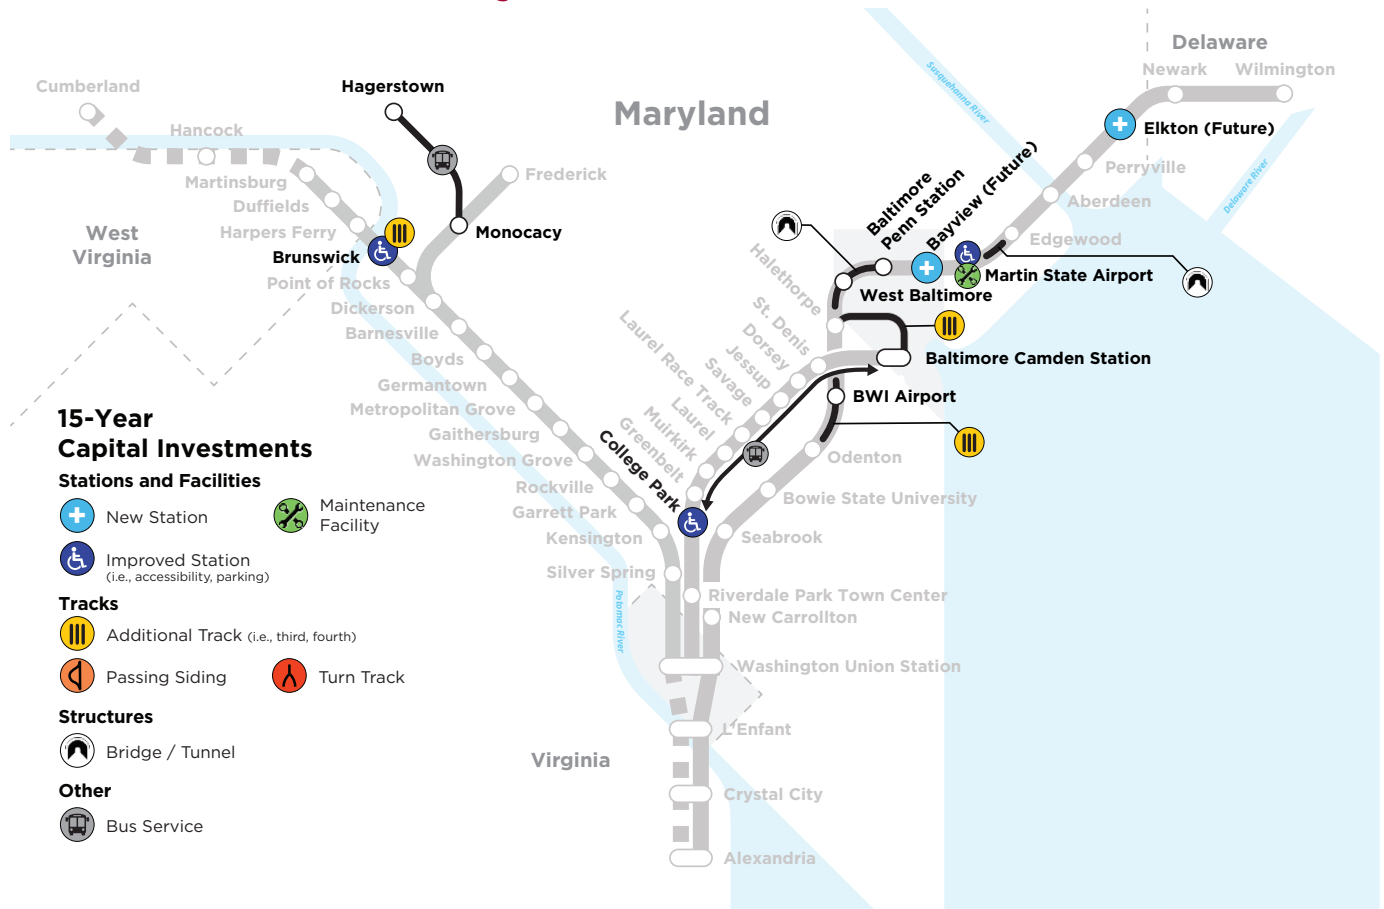 Delaware
Newark
Wilmington
Cumberland
Hagerstown
Maryland
Susquehanna River
Hancock
Elkton (Future)
Frederick
Perryville
Martinsburg
Duffields
Harpers Ferry
Delaware River
Aberdeen
West
Virginia
Brunswick
Monocacy
Baltimore
Penn Station
Bayview (Future)
Edgewood
Martin State Airport
Halethorpe
West Baltimore
Point of Rocks
Dickerson
Barnesville
Boyds
Germantown
Metropolitan Grove
Gaithersburg
Washington Grove
Rockville
Garrett Park
Kensington
Silver Spring
St. Denis
Dorsey
Jessup
Savage
Laurel Race Track
Laurel
Muirkirk
Greenbelt
College Park
Baltimore Camden Station
BWI Airport
Odenton
Bowie State University
Seabrook
Riverdale Park Town Center
New Carrollton
Potomac River
Washington Union Station
L'Enfant
Virginia
Crystal City
Alexandria
15-Year
Capital Investments
Stations and Facilities
New Station
Maintenance
Facility
Improved Station
(i.e., accessibility, parking)
Tracks
Additional Track (i.e., third, fourth)
Passing Siding
Turn Track
Structures
Bridge / Tunnel
Other
Bus Service